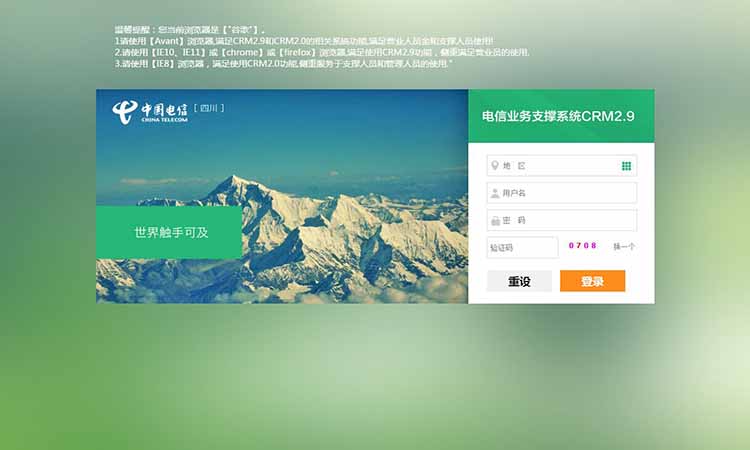 温馨提醒：您当前浏览器是【"谷歌"】。
1.请使用【Avant】浏览器,满足CRM2.9和CRM2.0的相关系统功能,满足营业人员全和支撑人员使用!
2.请使用【IE10、IE11】或【chrome】或【firefox】浏览器,满足使用CRM2.9功能，侧重满足营业员的使用.
3.请使用【IE8】浏览器，满足使用CRM2.0功能,侧重服务于支撑人员和管理人员的使用."
中国电信 [ 四川 ]
CHINA TELECOM
世界触手可及
电信业务支撑系统CRM2.9
地 区
用户名
密 码
验证码 0708 换一个
重设 登录